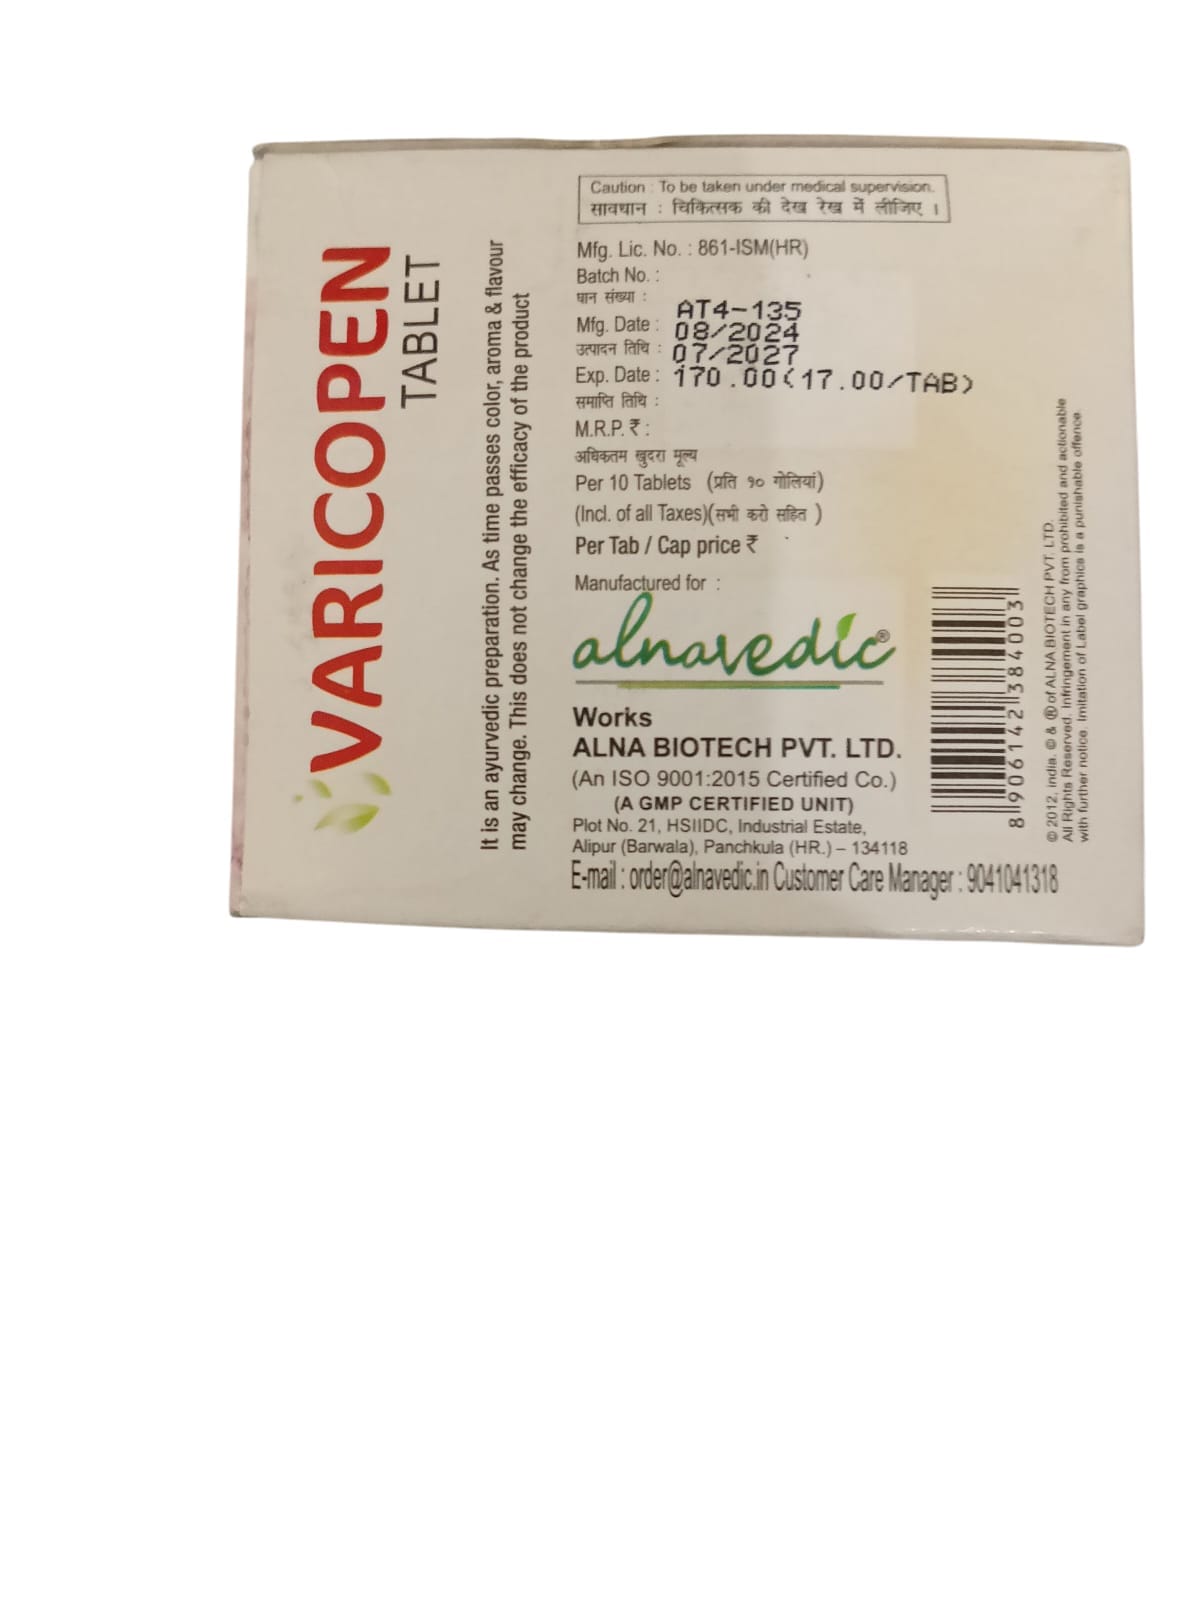 VARICOPEN
TABLET
It is an ayurvedic preparation. As time passes color, aroma & flavour
may change. This does not change the efficacy of the product
Caution : To be taken under medical supervision.
सावधान : चिकित्सक की देख रेख में लीजिए ।
Mfg. Lic. No. : 861-ISM(HR)
Batch No. :
घान संख्या :
AT4-135
Mfg. Date : 08/2024
उत्पादन तिथि : 07/2027
Exp. Date : 170.00(17.00/TAB)
समाप्ति तिथि :
M.R.P. ₹ :
अधिकतम खुदरा मूल्य
Per 10 Tablets (प्रति १० गोलियां)
(Incl. of all Taxes)(सभी करो सहित )
Per Tab / Cap price ₹
Manufactured for :
alnavedic®
Works
ALNA BIOTECH PVT. LTD.
(An ISO 9001:2015 Certified Co.)
(A GMP CERTIFIED UNIT)
Plot No. 21, HSIIDC, Industrial Estate,
Alipur (Barwala), Panchkula (HR.) – 134118
E-mail : order@alnavedic.in Customer Care Manager : 9041041318
8 906142 384003
© 2012, india. © & ® of ALNA BIOTECH PVT. LTD.
All Rights Reserved. Infringement in any from prohibited and actionable
with further notice. Imitation of Label graphics is a punishable offence.